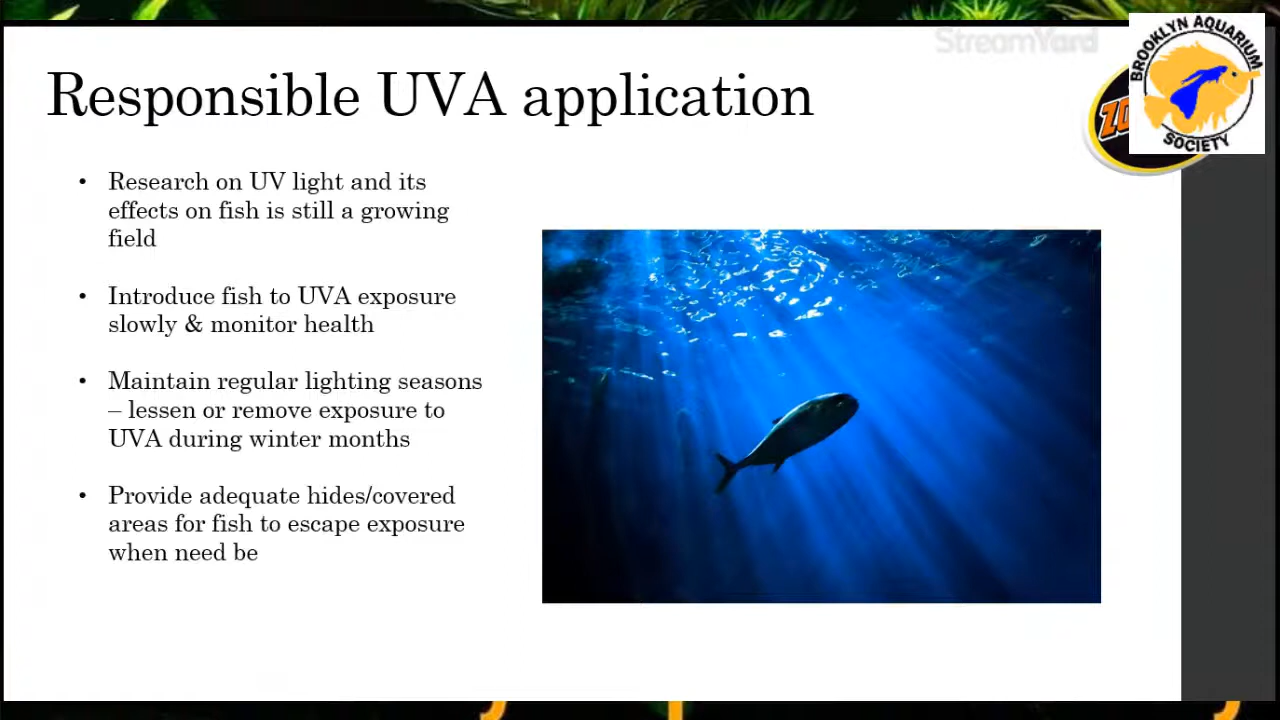 StreamYard
BROOKLYN AQUARIUM
SOCIETY
Responsible UVA application
• Research on UV light and its
effects on fish is still a growing
field
• Introduce fish to UVA exposure
slowly & monitor health
• Maintain regular lighting seasons
– lessen or remove exposure to
UVA during winter months
• Provide adequate hides/covered
areas for fish to escape exposure
when need be